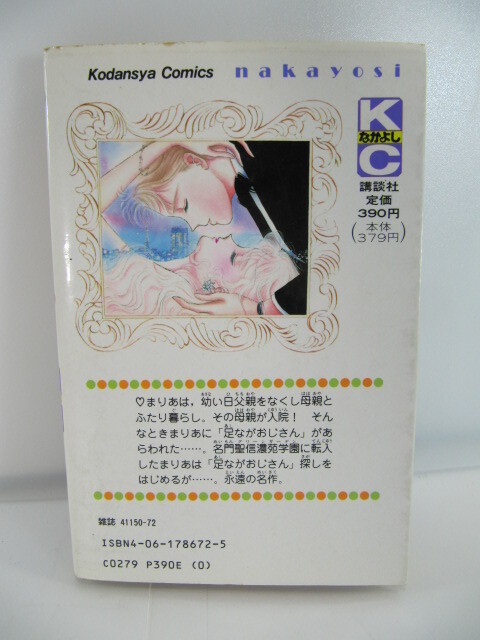 Kodansya Comics nakayosi
K
なかよし
C
講談社
定価
390円
(本体
379円)
♡まりあは，幼い日父親をなくし母親と
ふたり暮らし。その母親が入院！ そん
なときまりあに「足ながおじさん」があ
らわれた……。名門聖信濃苑学園に転入
したまりあは「足ながおじさん」探しを
はじめるが……。永遠の名作。
雑誌 41150-72
ISBN4-06-178672-5
C0279 P390E (0)